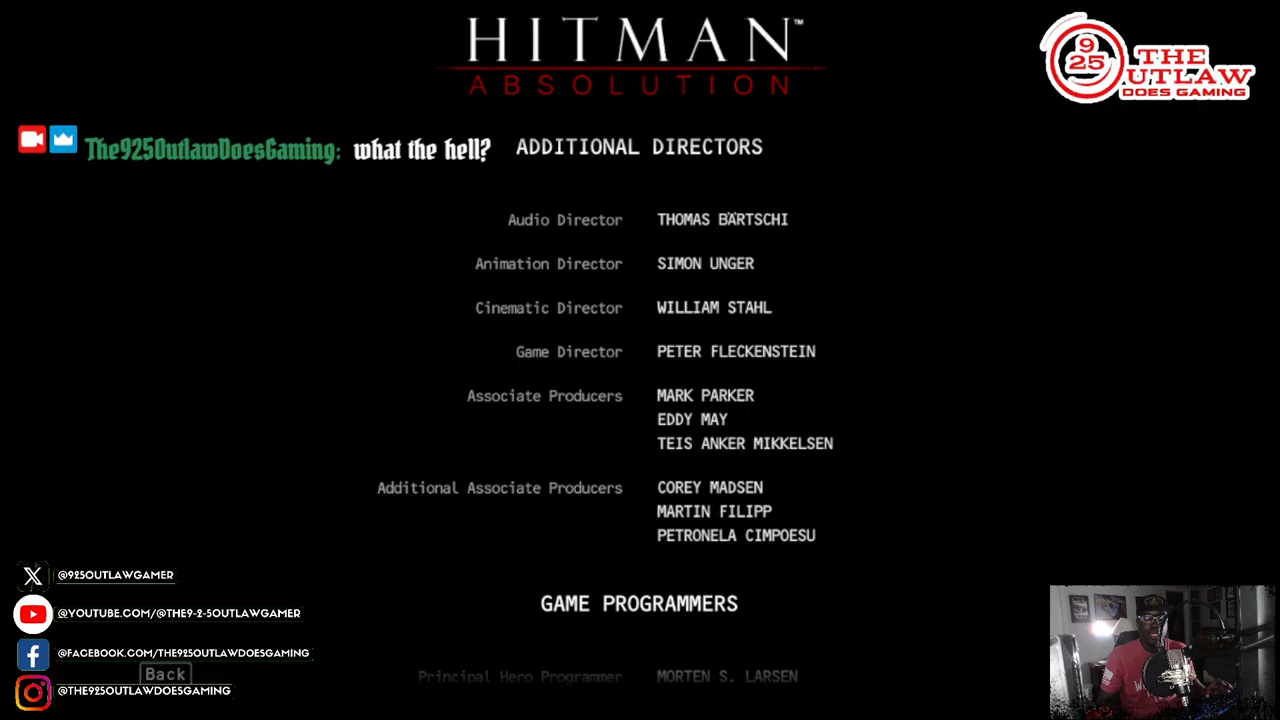 HITMAN™
ABSOLUTION
9
25
THE
OUTLAW
DOES GAMING
The925OutlawDoesGaming: what the hell?
ADDITIONAL DIRECTORS
Audio Director THOMAS BÄRTSCHI
Animation Director SIMON UNGER
Cinematic Director WILLIAM STAHL
Game Director PETER FLECKENSTEIN
Associate Producers MARK PARKER
EDDY MAY
TEIS ANKER MIKKELSEN
Additional Associate Producers COREY MADSEN
MARTIN FILIPP
PETRONELA CIMPOESU
@925OUTLAWGAMER
GAME PROGRAMMERS
@YOUTUBE.COM/@THE9-2-5OUTLAWGAMER
@FACEBOOK.COM/THE925OUTLAWDOESGAMING
Back
Principal Hero Programmer MORTEN S. LARSEN
@THE925OUTLAWDOESGAMING